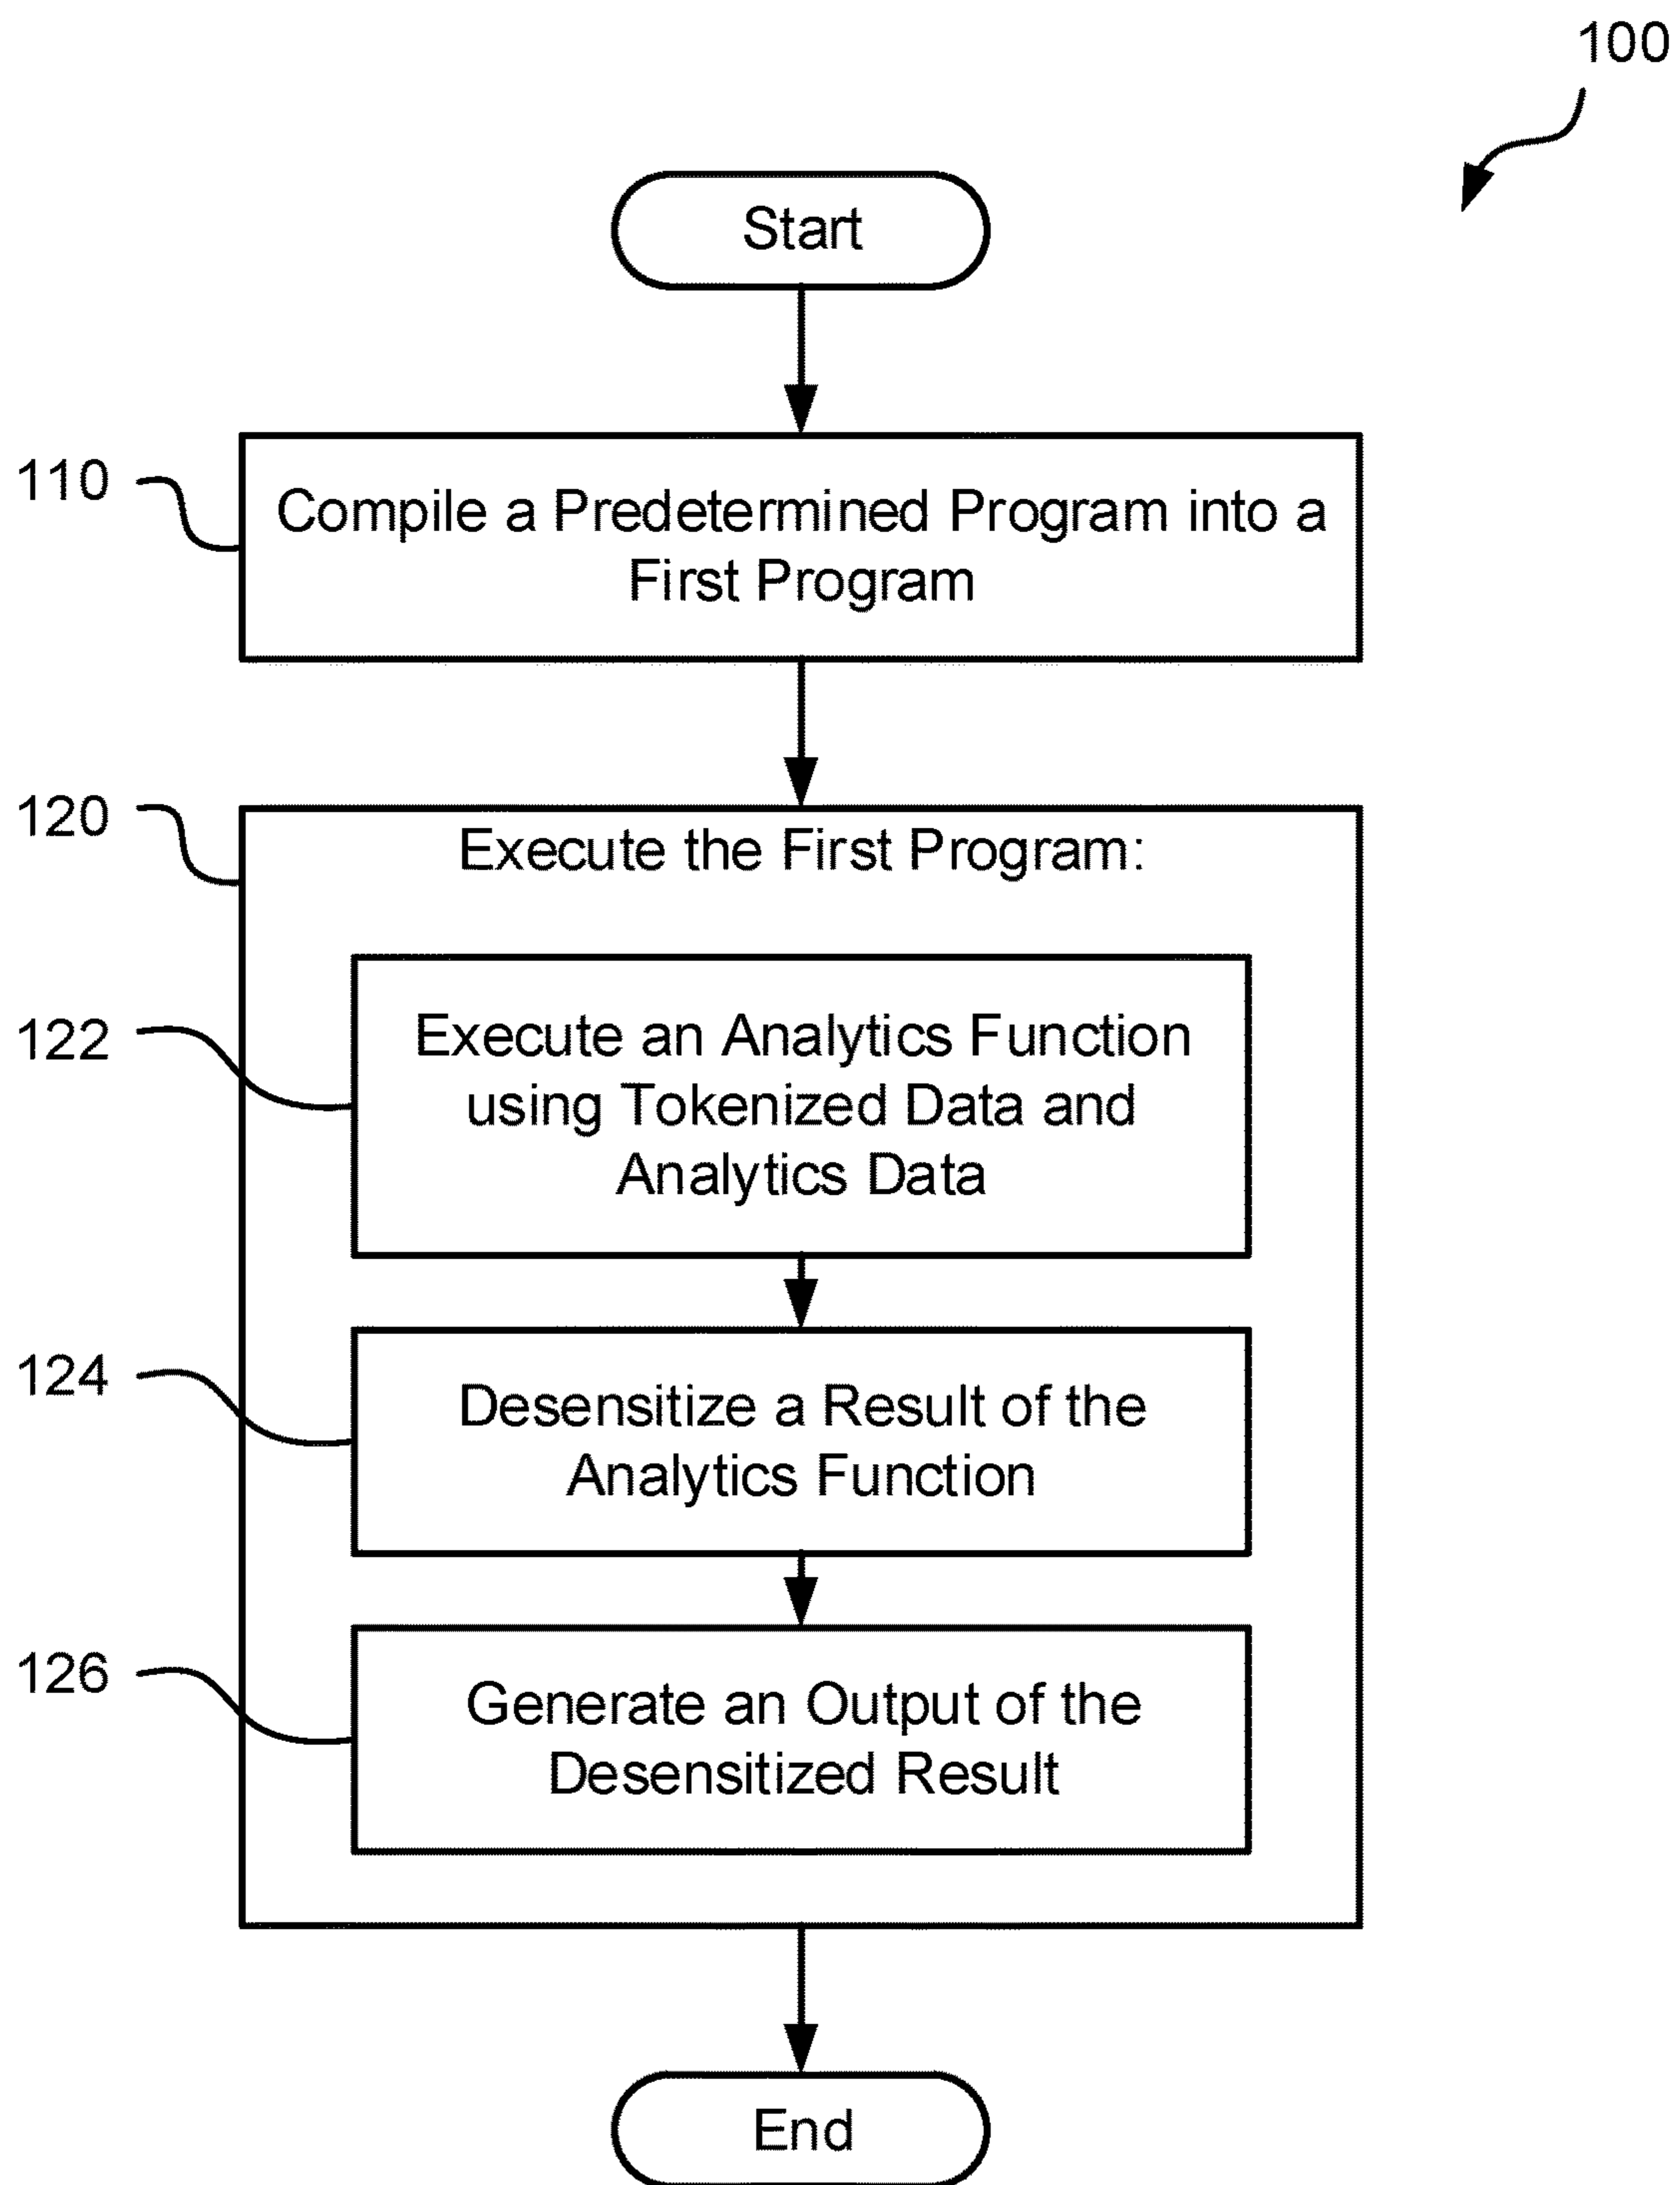 100
Start
110
Compile a Predetermined Program into a
First Program
120
Execute the First Program:
122
Execute an Analytics Function
using Tokenized Data and
Analytics Data
124
Desensitize a Result of the
Analytics Function
126
Generate an Output of the
Desensitized Result
End